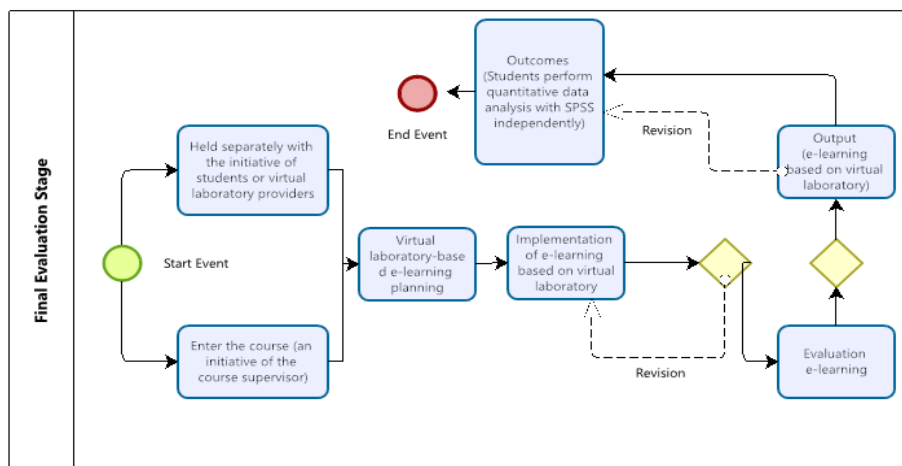 Final Evaluation Stage
Outcomes
(Students perform
quantitative data
analysis with SPSS
independently)
End Event
Revision
Output
(e-learning
based on virtual
laboratory)
Held separately with
the initiative of
students or virtual
laboratory providers
Start Event
Virtual
laboratory-base
d e-learning
planning
Implementation
of e-learning
based on virtual
laboratory
Enter the course (an
initiative of the
course supervisor)
Revision
Evaluation
e-learning